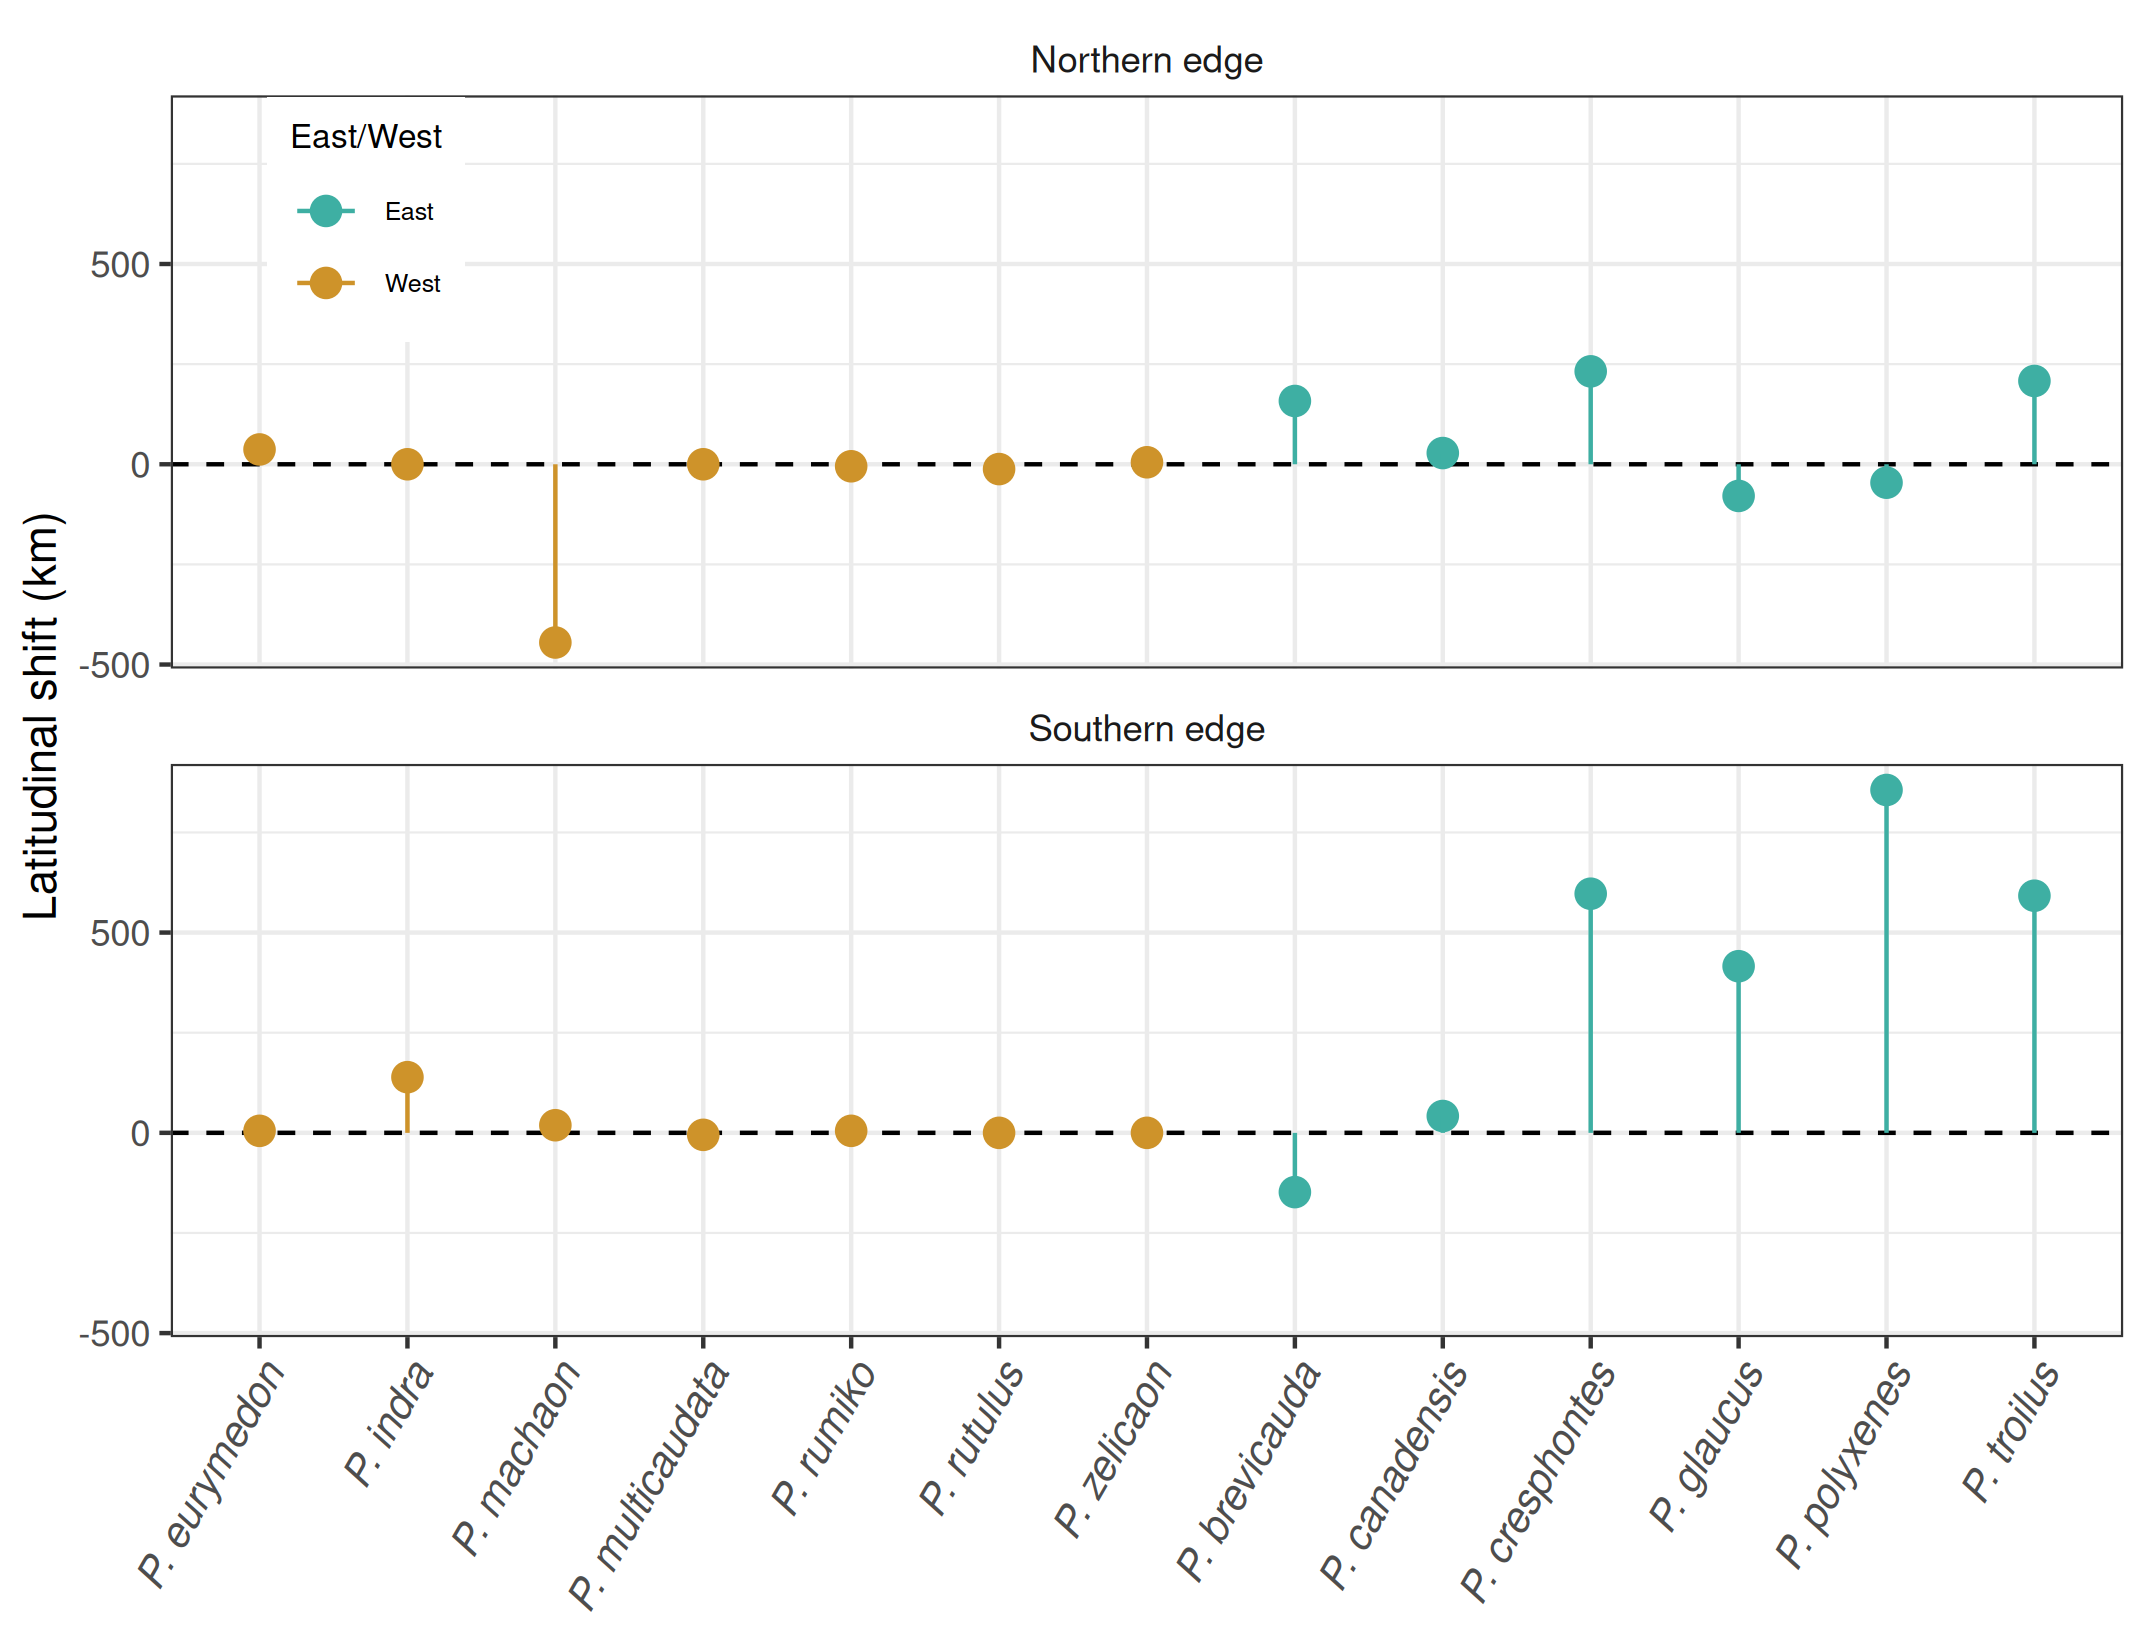 Northern edge
East/West
East
West
500
0
-500
Latitudinal shift (km)
Southern edge
500
0
-500
P. eurymedon
P. indra
P. machaon
P. multicaudata
P. rumiko
P. rutulus
P. zelicaon
P. brevicauda
P. canadensis
P. cresphontes
P. glaucus
P. polyxenes
P. troilus